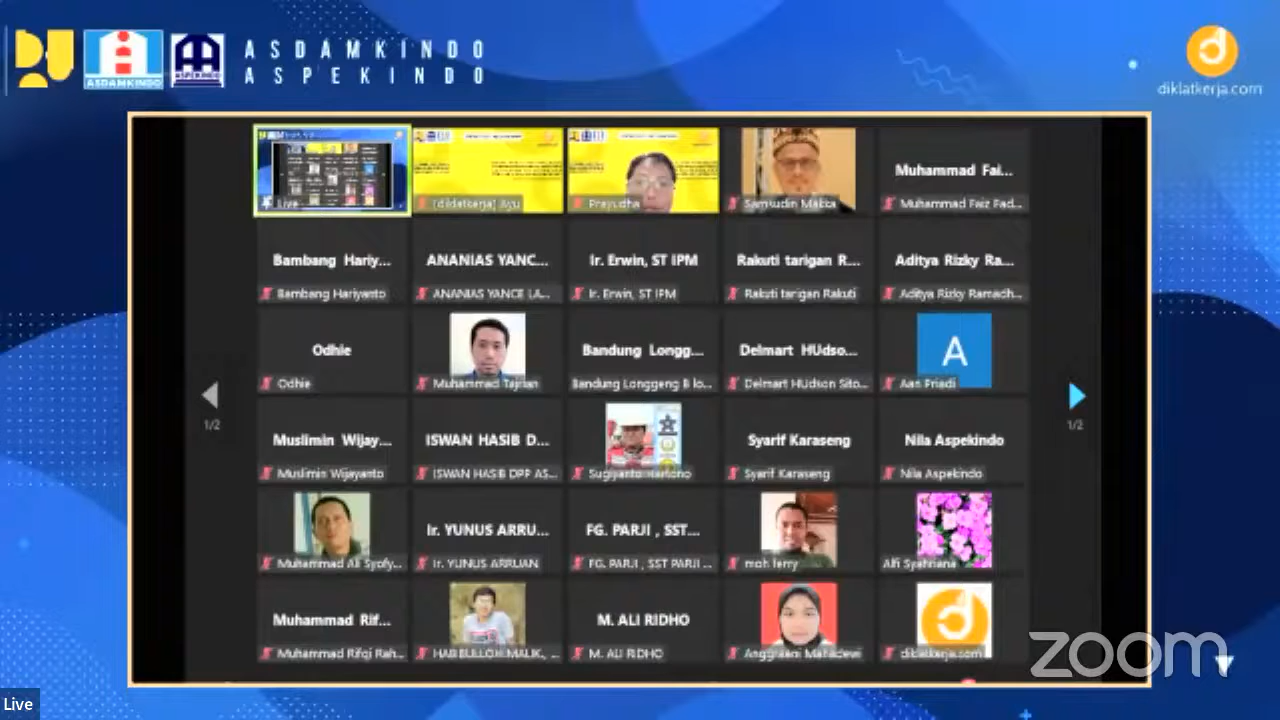 ASDAMKINDO
ASPEKINDO
ASDAMKINDO
ASPEKINDO
diklatkerja.com
Live
(diklatkerja) Ayu
Prayudha
Samsudin Makka
Muhammad Fai...
Muhammad Faiz Fad...
Bambang Hariy...
Bambang Hariyanto
ANANIAS YANC...
ANANIAS YANCE LA...
Ir. Erwin, ST IPM
Ir. Erwin, ST IPM
Rakuti tarigan R...
Rakuti tarigan Rakuti
Aditya Rizky Ra...
Aditya Rizky Ramadh...
Odhie
Odhie
Muhammad Tajrian
Bandung Longg...
Bandung Longgeng B lo...
Delmart HUdso...
Delmart HUdson Sito...
A
Aan Priadi
1/2
1/2
Muslimin Wijay...
Muslimin Wijayanto
ISWAN HASIB D...
ISWAN HASIB DPP AS...
Sugiyanto Hartono
Syarif Karaseng
Syarif Karaseng
Nila Aspekindo
Nila Aspekindo
Muhammad Ali Syofy...
Ir. YUNUS ARRU...
Ir. YUNUS ARRUAN
FG. PARJI , SST....
FG. PARJI , SST PARJI ...
moh ferry
Alfi Syahriana
Muhammad Rif...
Muhammad Rifqi Rah...
HABIBULLOH MALIK, ...
M. ALI RIDHO
M. ALI RIDHO
Anggraeni Mahadewi
diklatkerja.com
zoom
Live